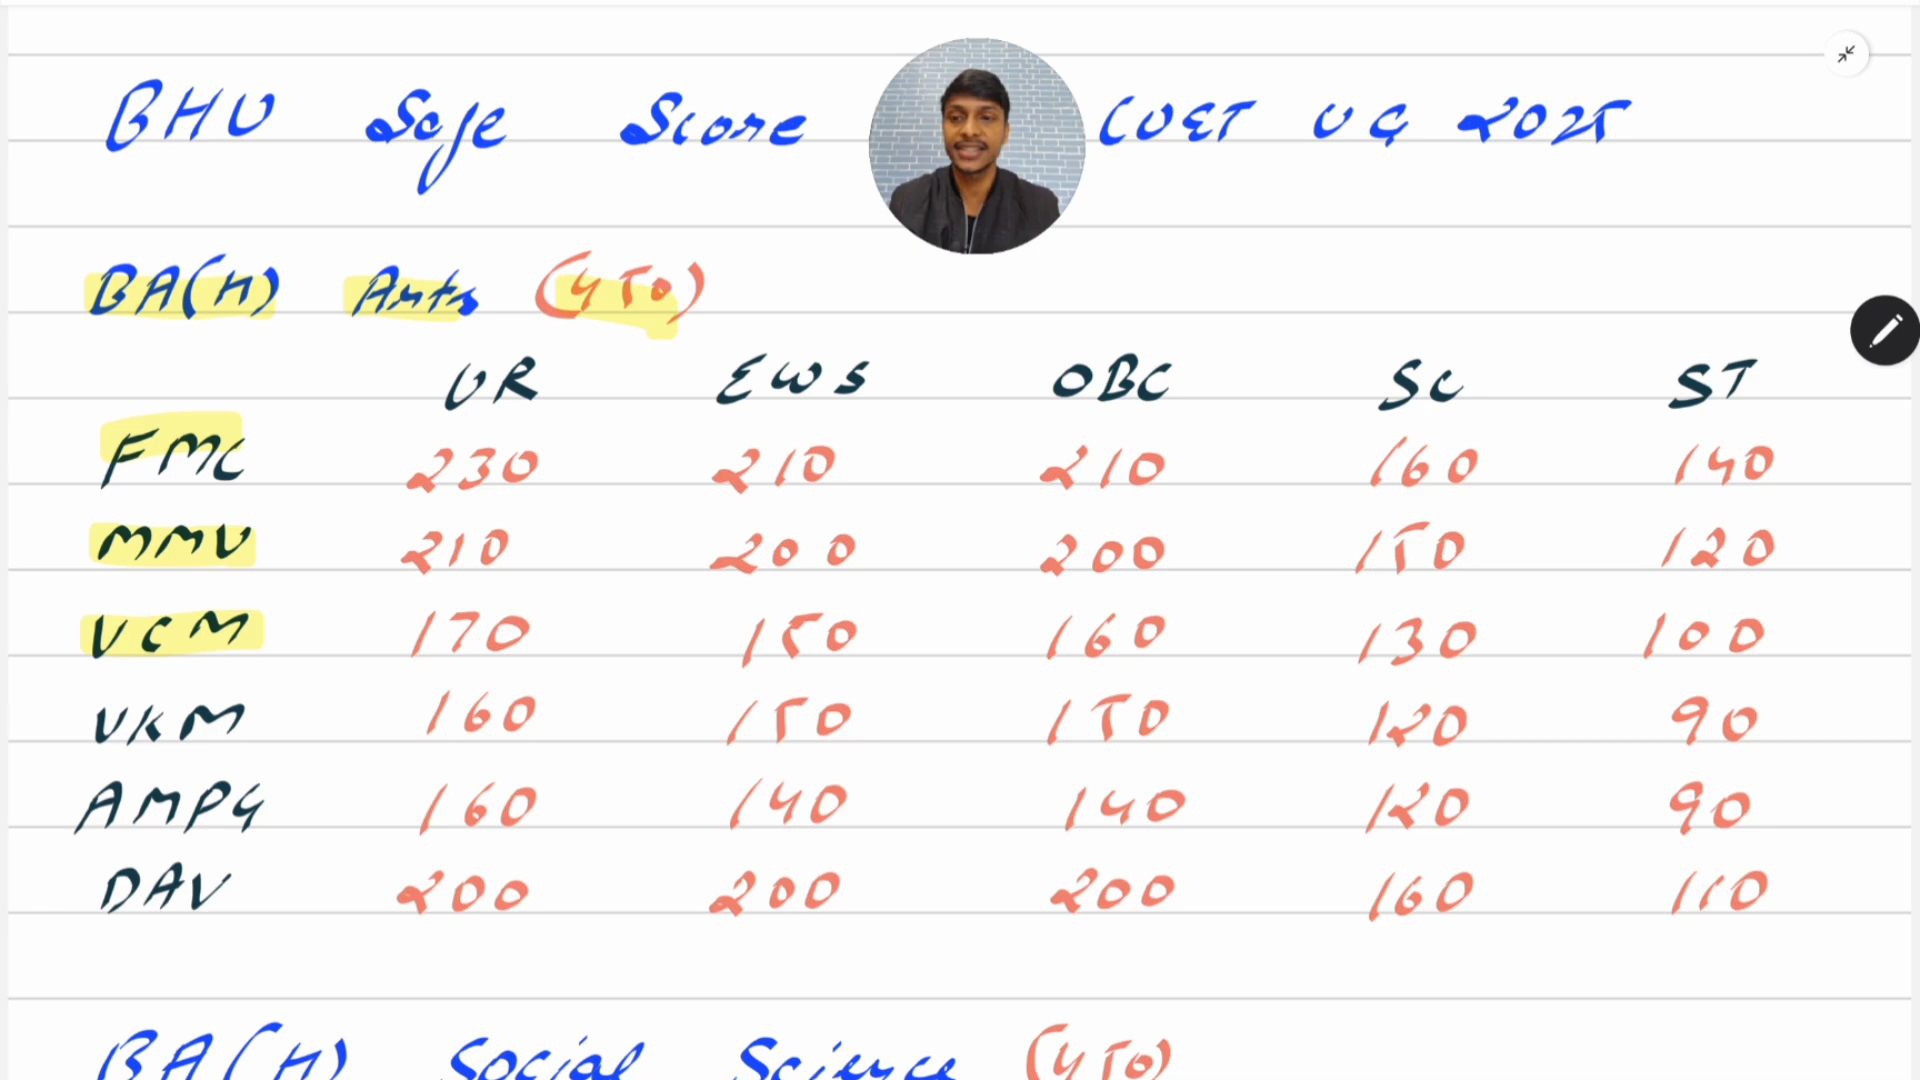 BHU Safe Score CUET UG 2025
BA(H) Arts (450)
UR EWS OBC SC ST
FMC 230 210 210 160 140
MMV 210 200 200 150 120
VCM 170 150 160 130 100
VKM 160 150 150 120 90
AMPG 160 140 140 120 90
DAV 200 200 200 160 110
BA(H) Social Science (450)